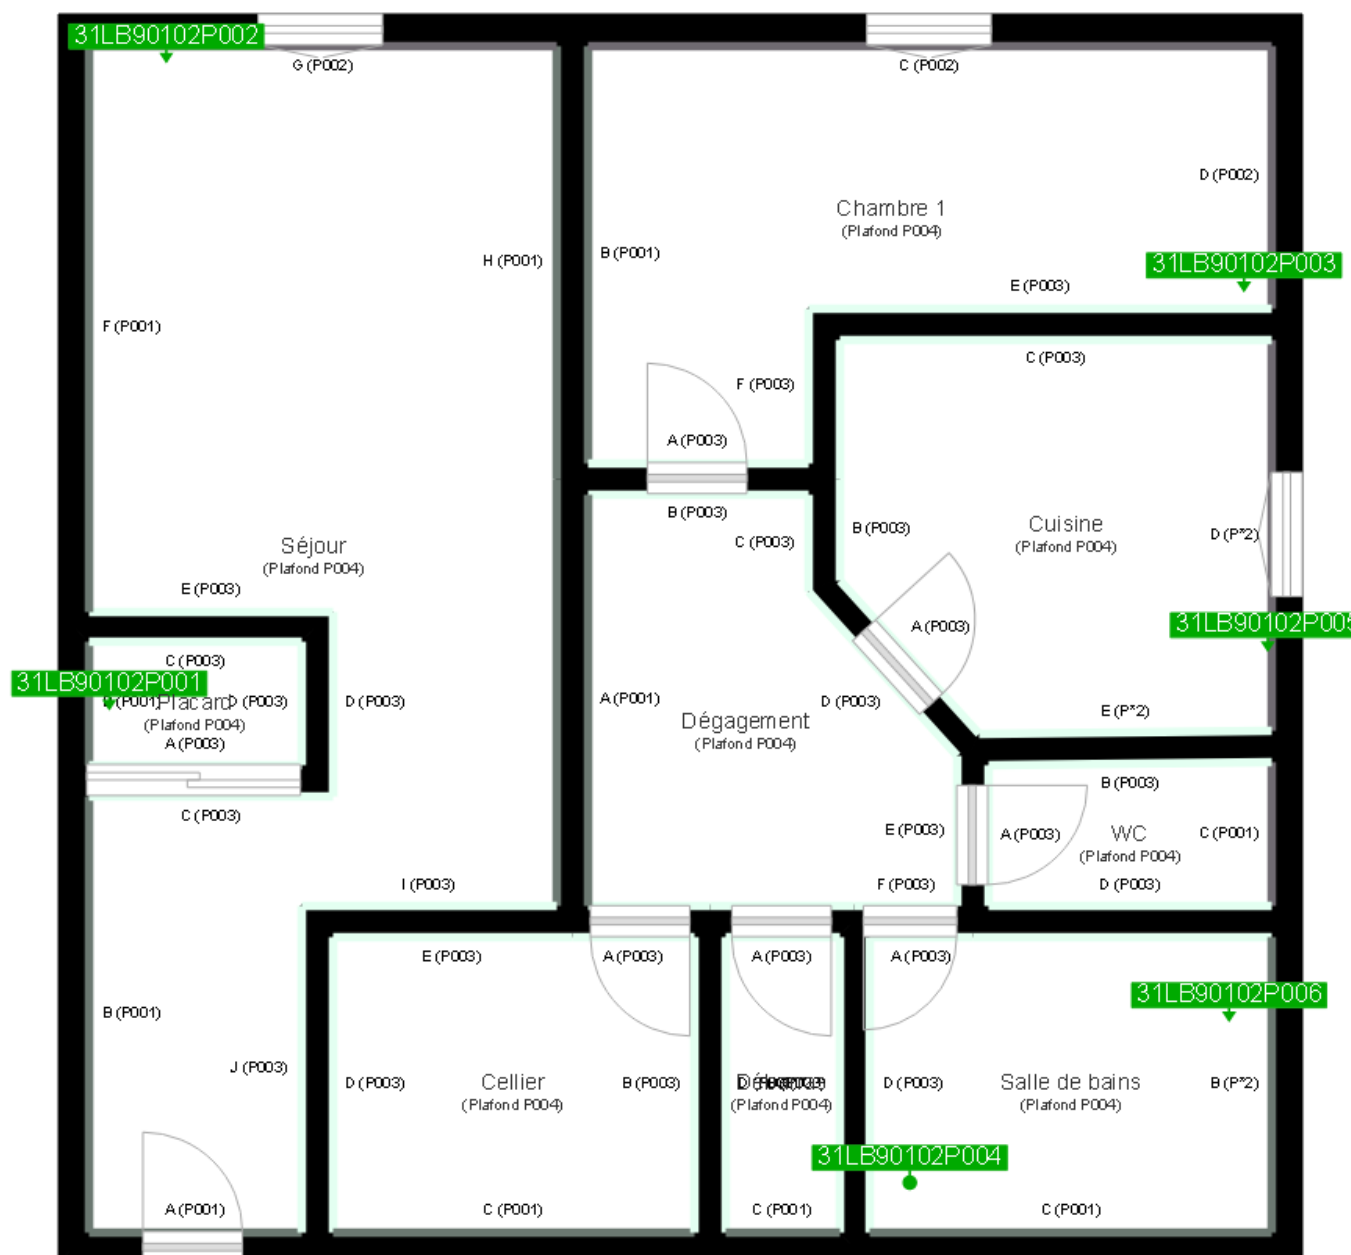 31LB90102P002
G (P002)
C (P002)
D (P002)
Chambre 1
(Plafond P004)
B (P001)
H (P001)
31LB90102P003
E (P003)
F (P001)
C (P003)
F (P003)
A (P003)
B (P003)
C (P003)
B (P003)
Cuisine
(Plafond P004)
D (P*2)
Séjour
(Plafond P004)
E (P003)
A (P003)
31LB90102P005
C (P003)
31LB90102P001
(P001)
Placard
D (P003)
(Plafond P004)
A (P003)
D (P003)
A (P001)
D (P003)
Dégagement
(Plafond P004)
E (P*2)
C (P003)
B (P003)
E (P003)
A (P003)
WC
(Plafond P004)
C (P001)
I (P003)
F (P003)
D (P003)
E (P003)
A (P003)
A (P003)
A (P003)
31LB90102P006
B (P001)
J (P003)
D (P003)
Cellier
(Plafond P004)
B (P003)
(Plafond P004)
D (P003)
Salle de bains
(Plafond P004)
B (P*2)
31LB90102P004
A (P001)
C (P001)
C (P001)
C (P001)